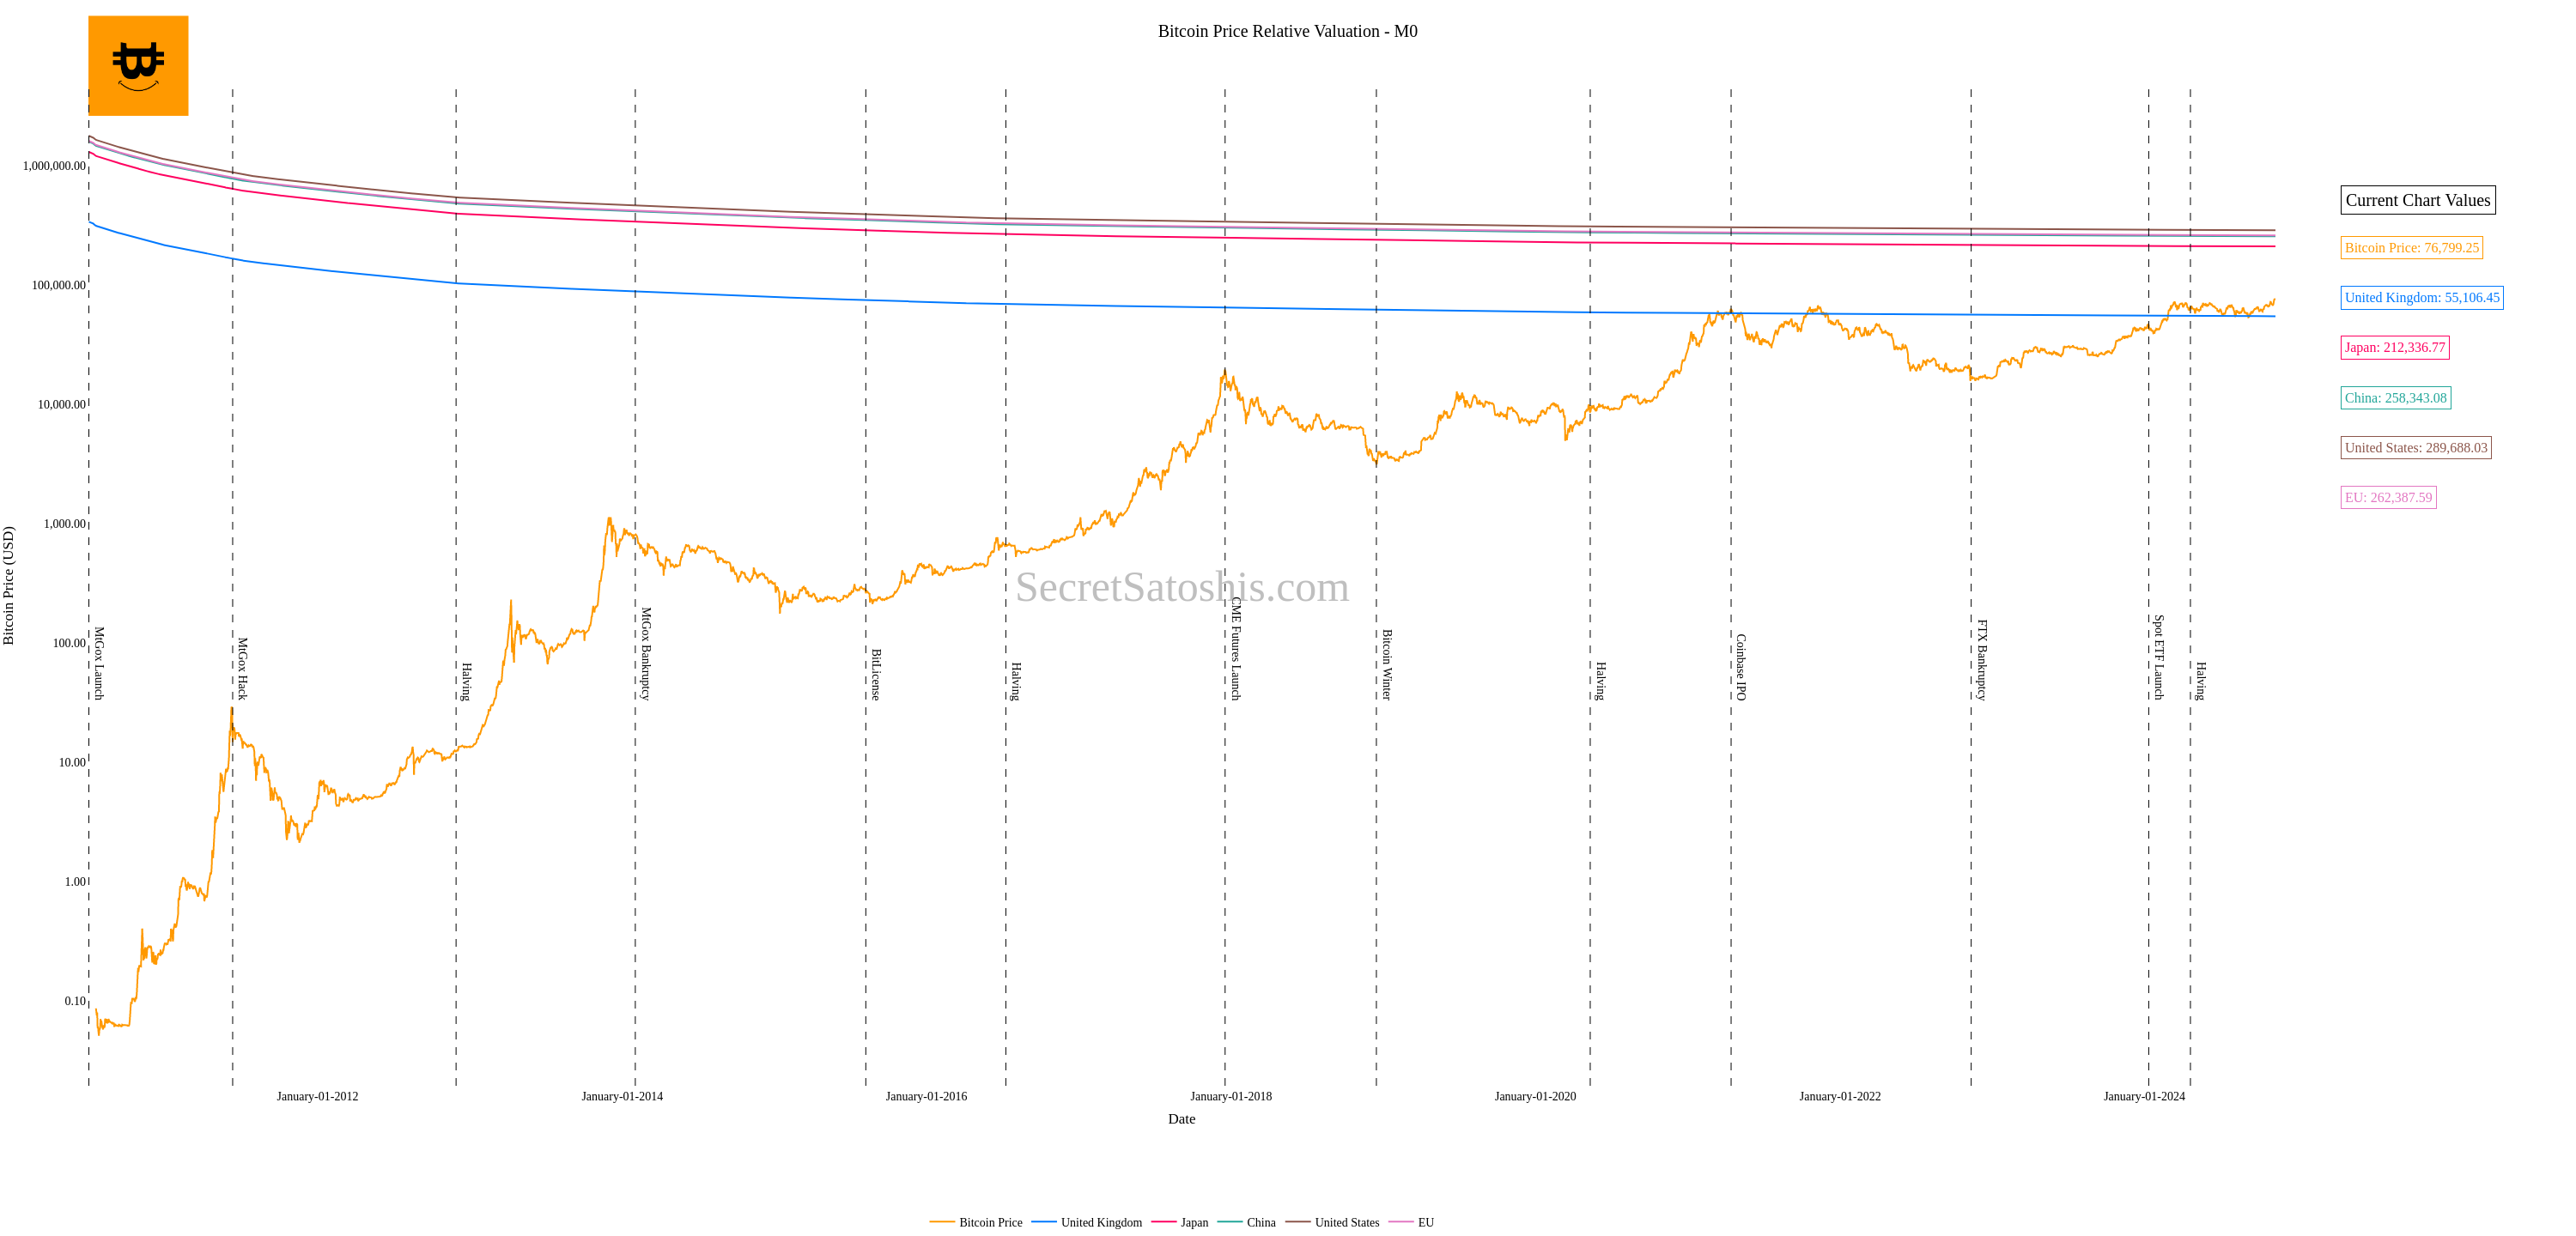 Bitcoin Price Relative Valuation - M0
1,000,000.00
100,000.00
10,000.00
1,000.00
100.00
10.00
1.00
0.10
Bitcoin Price (USD)
MtGox Launch
MtGox Hack
Halving
MtGox Bankruptcy
BitLicense
Halving
CME Futures Launch
Bitcoin Winter
Halving
Coinbase IPO
FTX Bankruptcy
Spot ETF Launch
Halving
SecretSatoshis.com
January-01-2012
January-01-2014
January-01-2016
January-01-2018
January-01-2020
January-01-2022
January-01-2024
Date
Current Chart Values
Bitcoin Price: 76,799.25
United Kingdom: 55,106.45
Japan: 212,336.77
China: 258,343.08
United States: 289,688.03
EU: 262,387.59
Bitcoin Price
United Kingdom
Japan
China
United States
EU